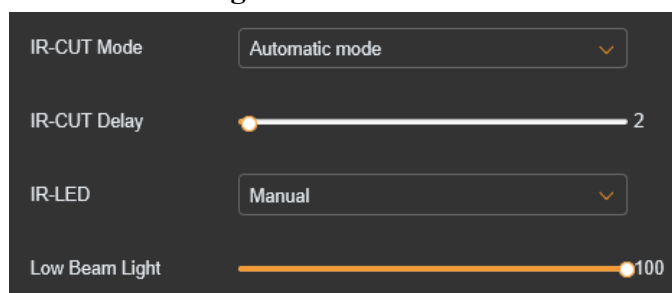 IR-CUT Mode Automatic mode
IR-CUT Delay 2
IR-LED Manual
Low Beam Light 100